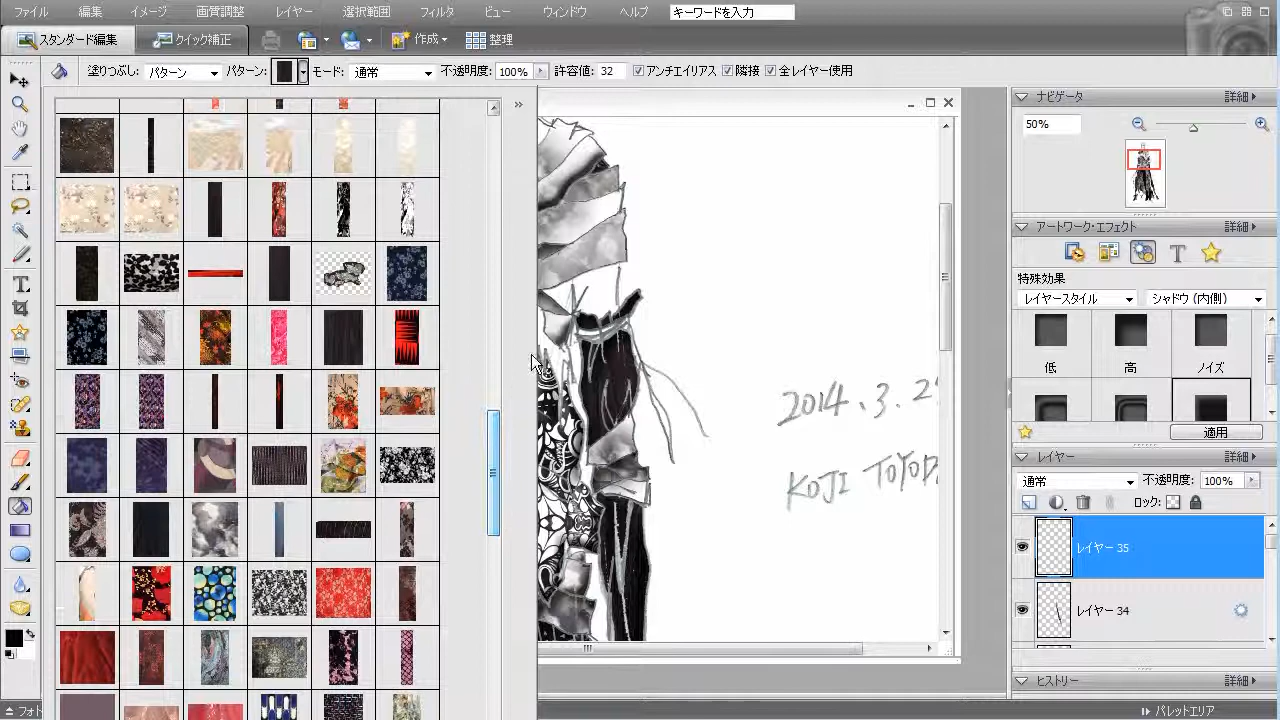 ファイル 編集 イメージ 画質調整 レイヤー 選択範囲 フィルタ ビュー ウィンドウ ヘルプ キーワードを入力
スタンダード編集 クイック補正 作成 整理
塗りつぶし: パターン パターン: モード: 通常 不透明度: 100% 許容値: 32 アンチエイリアス 隣接 全レイヤー使用
ナビゲータ 詳細
50%
アートワーク・エフェクト 詳細
特殊効果
レイヤースタイル シャドウ (内側)
低 高 ノイズ
適用
レイヤー 詳細
通常 不透明度: 100%
ロック:
レイヤー 35
レイヤー 34
ヒストリー 詳細
パレットエリア
フォト
2014.3.2
KOJI TOYOD